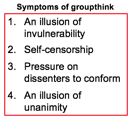 Symptoms of groupthink
1. An illusion of
invulnerability
2. Self-censorship
3. Pressure on
dissenters to conform
4. An illusion of
unanimity